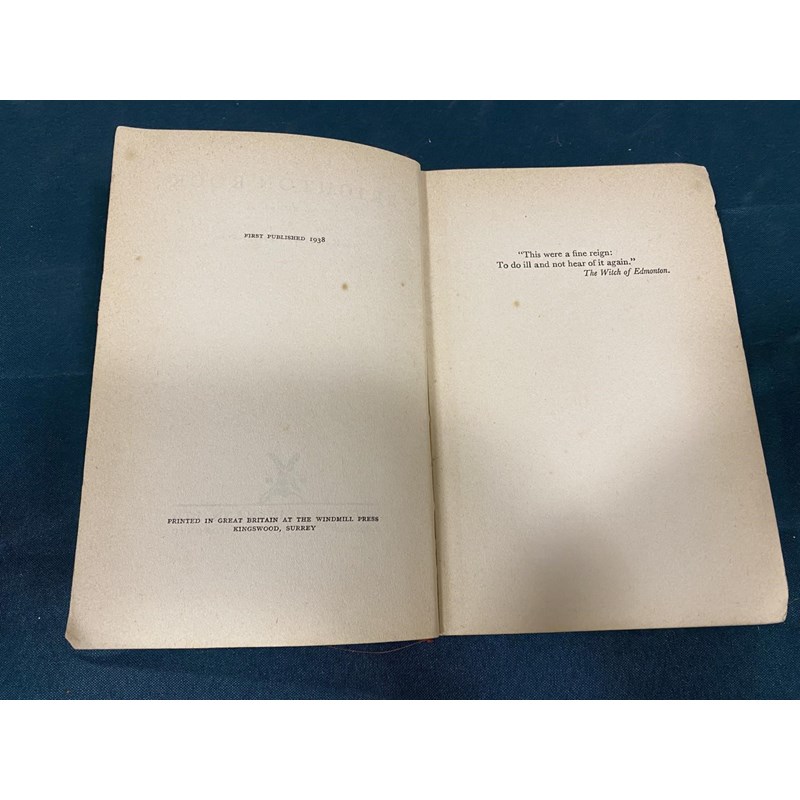 FIRST PUBLISHED 1938
PRINTED IN GREAT BRITAIN AT THE WINDMILL PRESS
KINGSWOOD, SURREY
"This were a fine reign:
To do ill and not hear of it again."
The Witch of Edmonton.